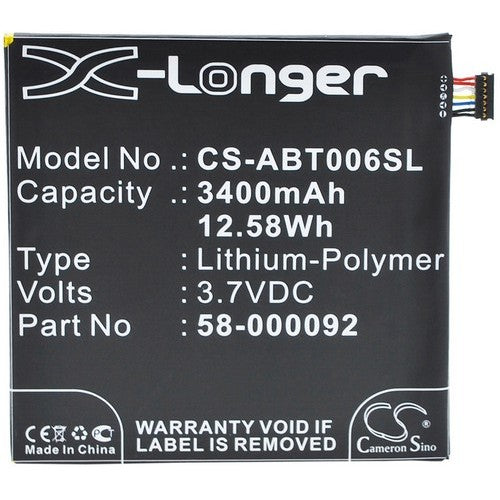 X-Longer
Model No : CS-ABT006SL
: 3400mAh
12.58Wh
Type : Lithium-Polymer
Volts : 3.7VDC
Part No : 58-000092
CE
Made In China
WARRANTY VOID IF
LABEL IS REMOVED
CS
Cameron Sino